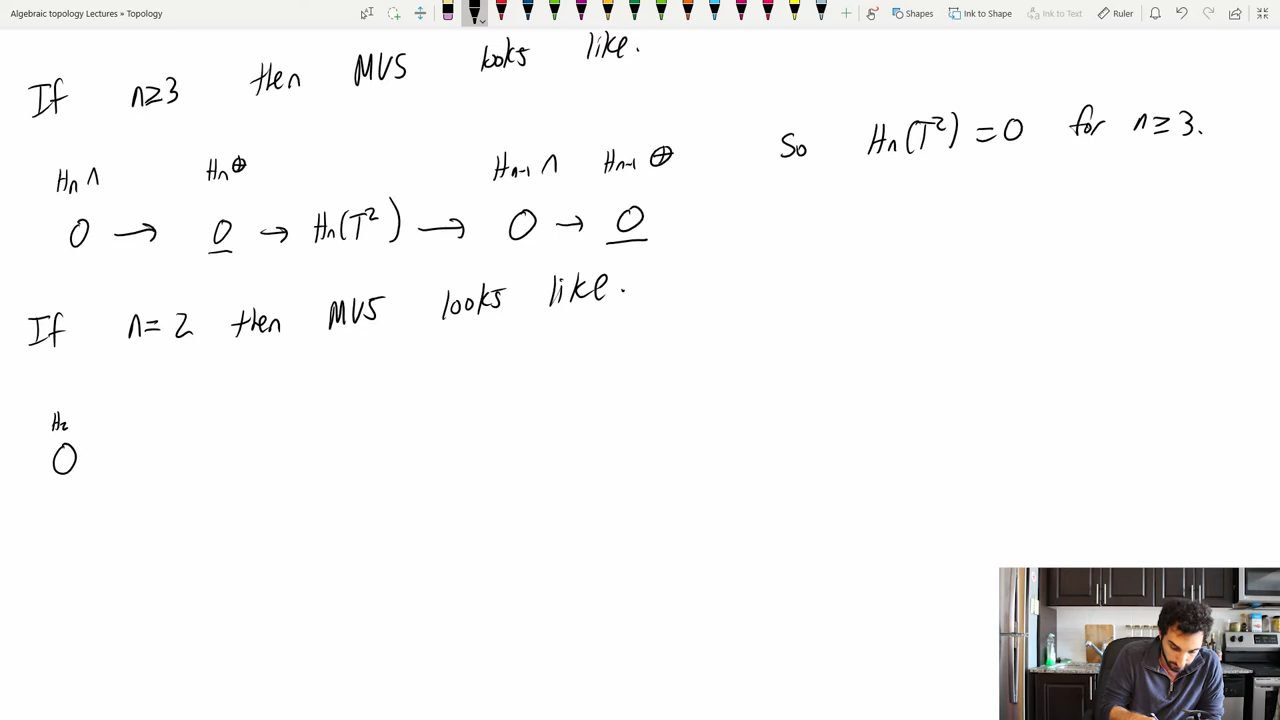 Algebraic topology Lectures – Topology
Shapes Ink to Shape Ink to Text Ruler
If n≥3 then MVS looks like.
So Hn(T²) = 0 for n ≥ 3.
Hn ∩ Hn ⊕ Hn-1 ∩ Hn-1 ⊕
0 → 0 → Hn(T²) → 0 → 0
If n=2 then MVS looks like.
H₂
0